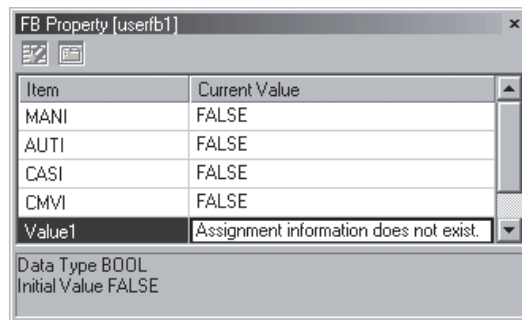 FB Property [userfb1]
Item Current Value
MANI FALSE
AUTI FALSE
CASI FALSE
CMVI FALSE
Value1 Assignment information does not exist.
Data Type BOOL
Initial Value FALSE